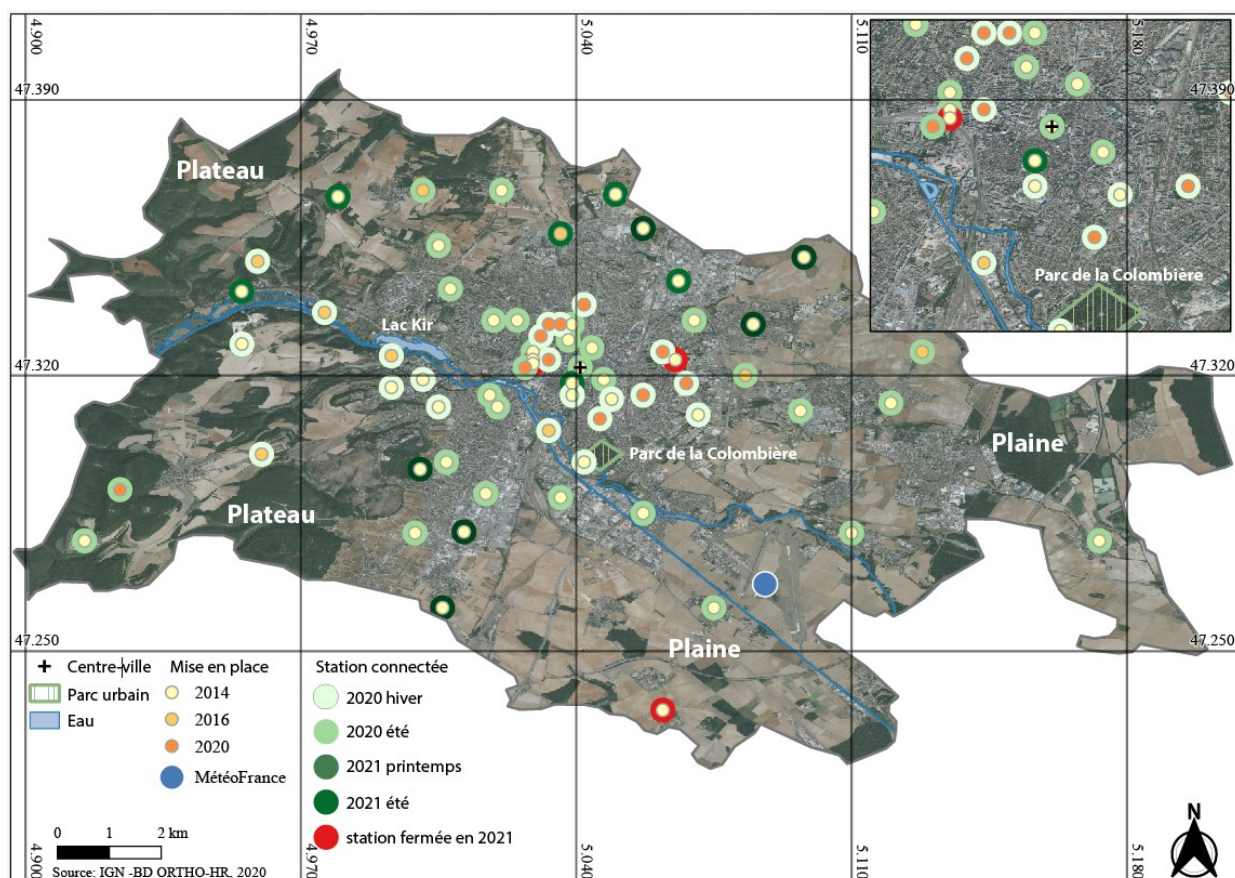 4.900
4.970
5.040
5.110
5.180
47.390
47.390
Plateau
Lac Kir
Parc de la Colombière
47.320
47.320
Parc de la Colombière
Plaine
Plateau
Plaine
47.250
47.250
Centre-ville
Parc urbain
Eau
Mise en place
2014
2016
2020
MétéoFrance
Station connectée
2020 hiver
2020 été
2021 printemps
2021 été
station fermée en 2021
0 1 2 km
Source: IGN -BD ORTHO-HR, 2020
N
4.900
4.970
5.040
5.110
5.180